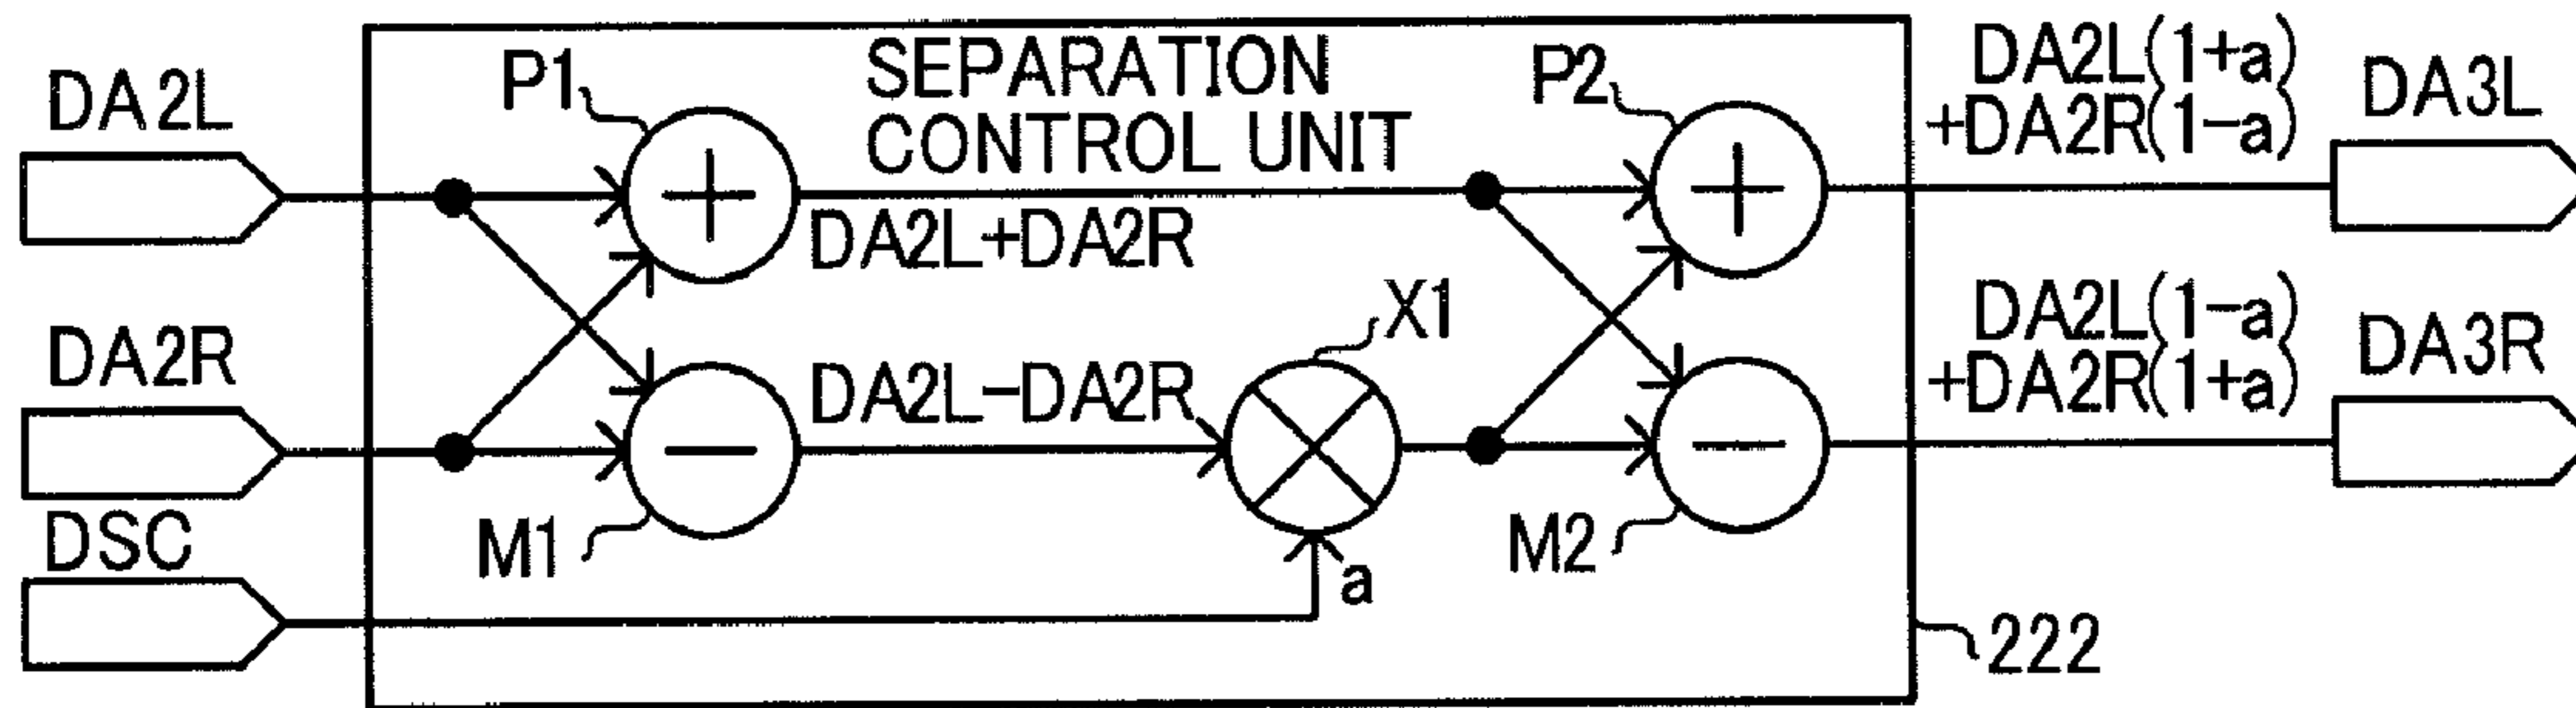 DA2L
P1
SEPARATION
CONTROL UNIT
P2
DA2L(1+a)
+DA2R(1-a)
DA3L
DA2L+DA2R
DA2R
X1
DA2L-DA2R
DA2L(1-a)
+DA2R(1+a)
DA3R
DSC
M1
a
M2
222